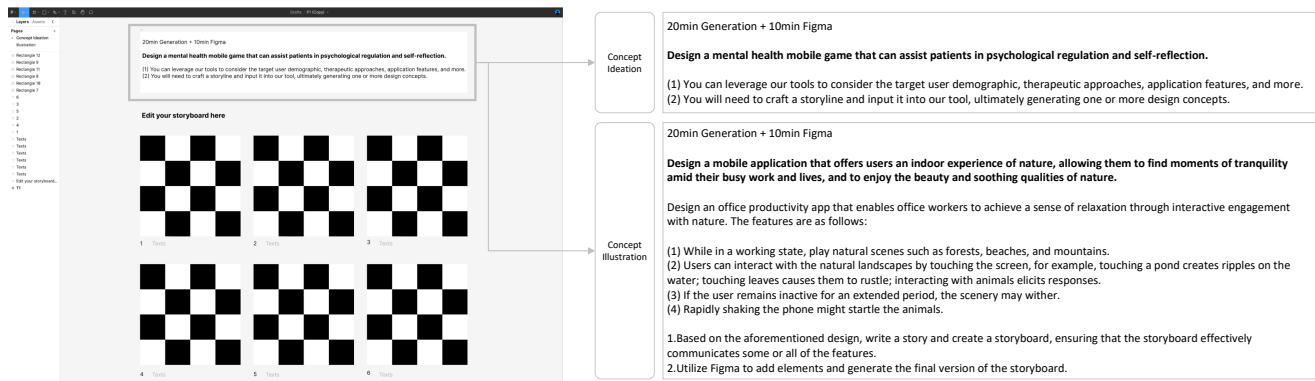 Drafts / P1 (Copy)
Layers Assets
Pages
Concept Ideation
Illustration
Rectangle 12
Rectangle 9
Rectangle 11
Rectangle 8
Rectangle 10
Rectangle 7
6
3
5
2
4
1
Texts
Texts
Texts
Texts
Texts
Texts
Edit your storyboard...
T1
20min Generation + 10min Figma
Design a mental health mobile game that can assist patients in psychological regulation and self-reflection.
(1) You can leverage our tools to consider the target user demographic, therapeutic approaches, application features, and more.
(2) You will need to craft a storyline and input it into our tool, ultimately generating one or more design concepts.
Edit your storyboard here
1 Texts
2 Texts
3 Texts
4 Texts
5 Texts
6 Texts
Concept
Ideation
20min Generation + 10min Figma
Design a mental health mobile game that can assist patients in psychological regulation and self-reflection.
(1) You can leverage our tools to consider the target user demographic, therapeutic approaches, application features, and more.
(2) You will need to craft a storyline and input it into our tool, ultimately generating one or more design concepts.
Concept
Illustration
20min Generation + 10min Figma
Design a mobile application that offers users an indoor experience of nature, allowing them to find moments of tranquility
amid their busy work and lives, and to enjoy the beauty and soothing qualities of nature.
Design an office productivity app that enables office workers to achieve a sense of relaxation through interactive engagement
with nature. The features are as follows:
(1) While in a working state, play natural scenes such as forests, beaches, and mountains.
(2) Users can interact with the natural landscapes by touching the screen, for example, touching a pond creates ripples on the
water; touching leaves causes them to rustle; interacting with animals elicits responses.
(3) If the user remains inactive for an extended period, the scenery may wither.
(4) Rapidly shaking the phone might startle the animals.
1.Based on the aforementioned design, write a story and create a storyboard, ensuring that the storyboard effectively
communicates some or all of the features.
2.Utilize Figma to add elements and generate the final version of the storyboard.